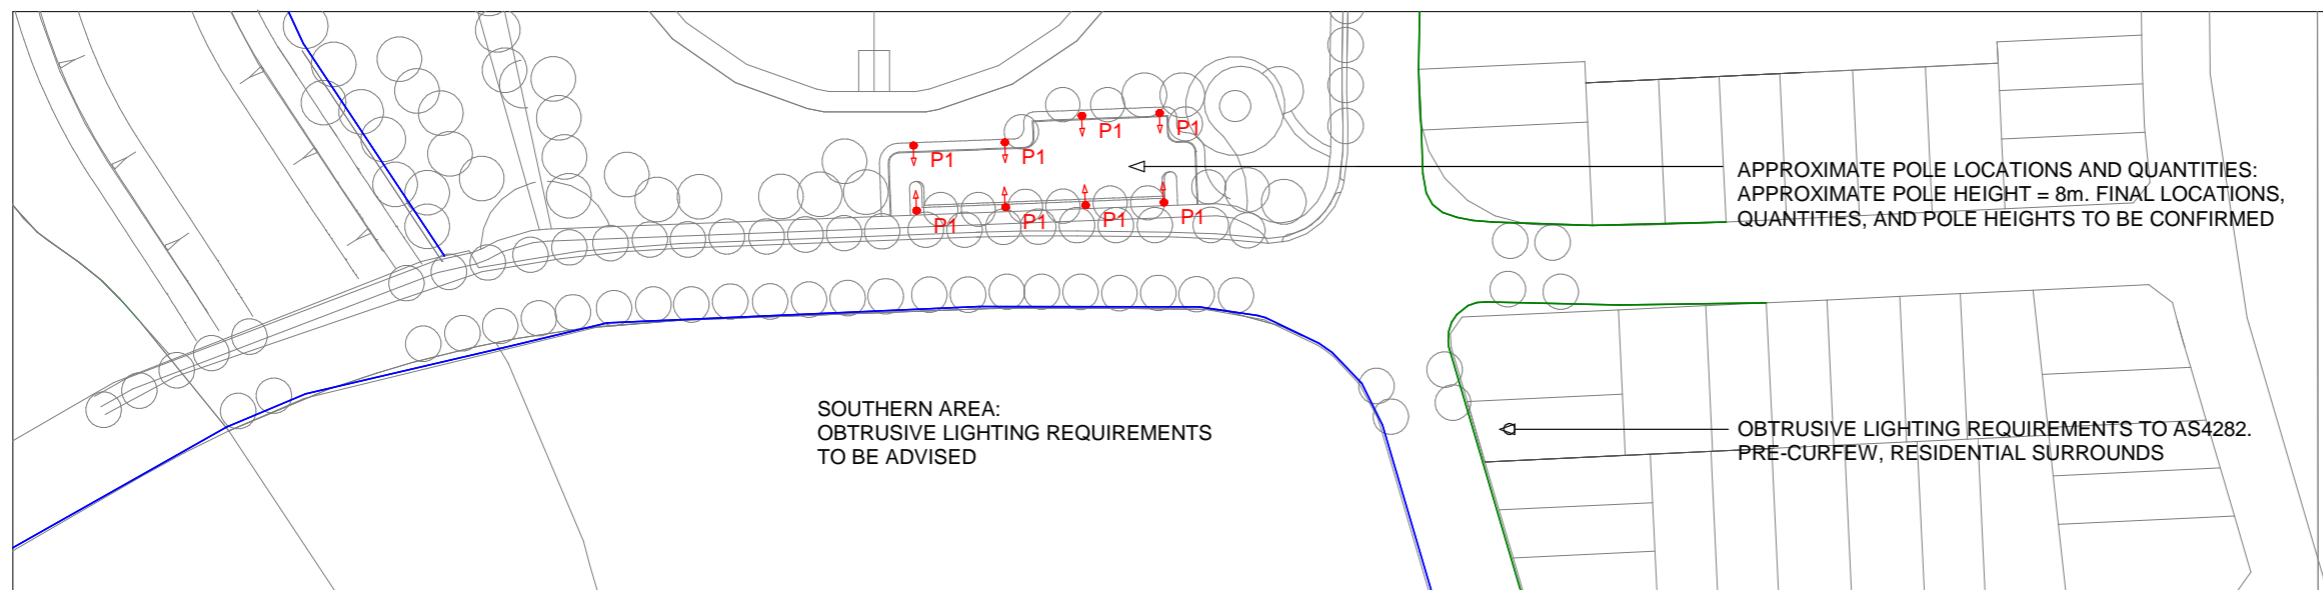 P1
P1
P1
P1
P1
P1
P1
P1
APPROXIMATE POLE LOCATIONS AND QUANTITIES:
APPROXIMATE POLE HEIGHT = 8m. FINAL LOCATIONS,
QUANTITIES, AND POLE HEIGHTS TO BE CONFIRMED
SOUTHERN AREA:
OBTRUSIVE LIGHTING REQUIREMENTS
TO BE ADVISED
OBTRUSIVE LIGHTING REQUIREMENTS TO AS4282.
PRE-CURFEW, RESIDENTIAL SURROUNDS